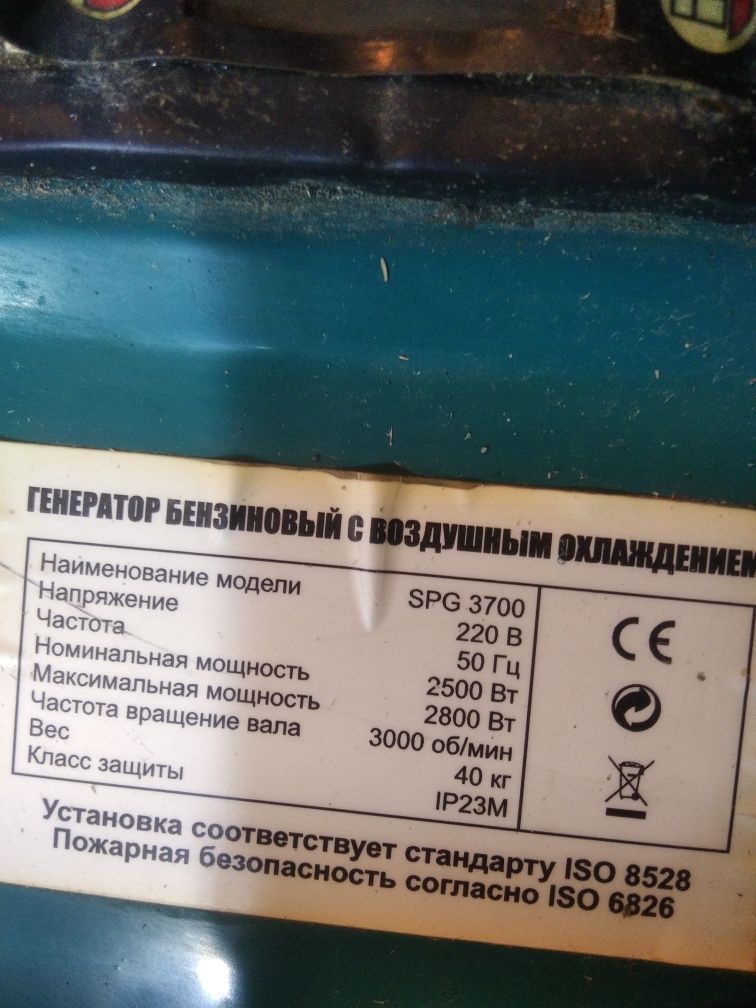 ГЕНЕРАТОР БЕНЗИНОВЫЙ С ВОЗДУШНЫМ ОХЛАЖДЕНИЕМ
Наименование модели SPG 3700
Напряжение 220 В
Частота 50 Гц
Номинальная мощность 2500 Вт
Максимальная мощность 2800 Вт
Частота вращения вала 3000 об/мин
Вес 40 кг
Класс защиты IP23M
CE
Установка соответствует стандарту ISO 8528
Пожарная безопасность согласно ISO 6826